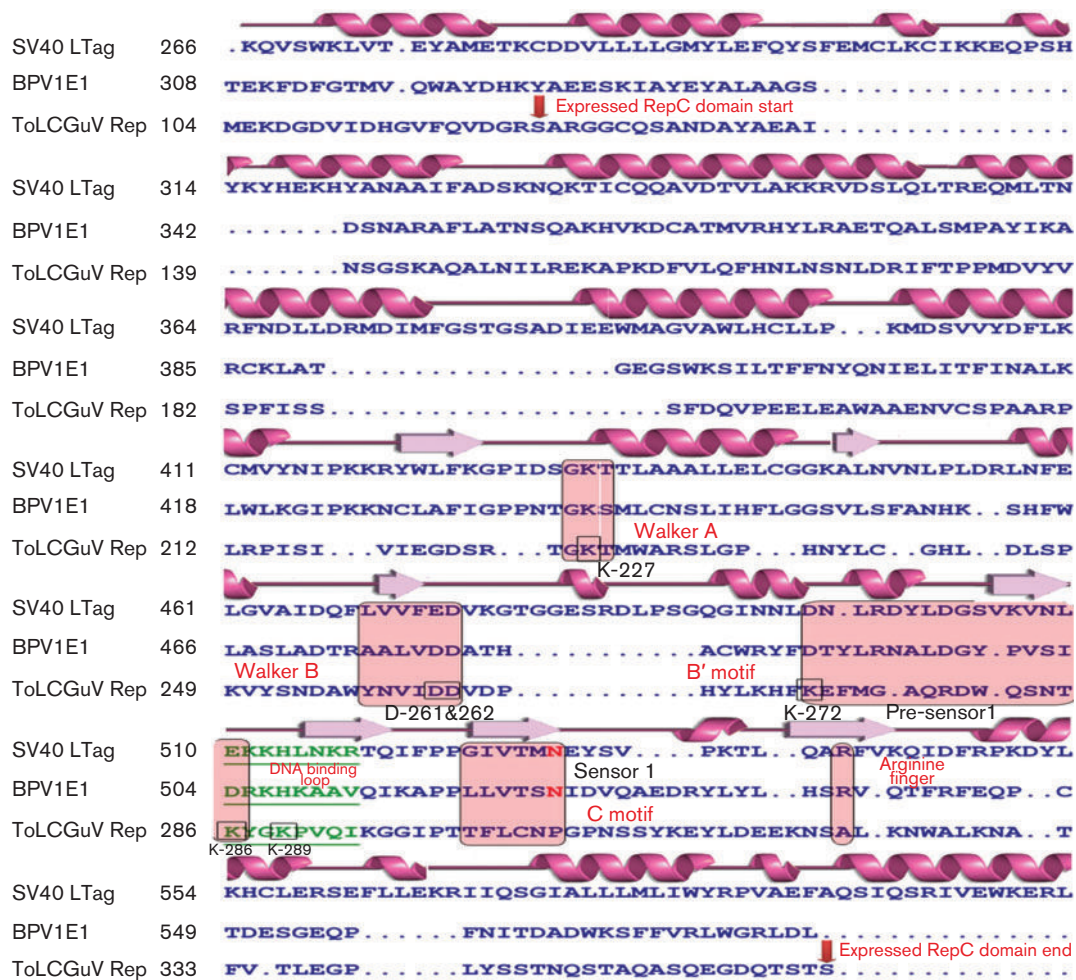 SV40 LTag 266 .KQVSWKLVT.EYAMETKCDDVLLLLGMYLEFQYSFEMCLKCIKKEQPSH
BPV1E1 308 TEKFDFGTMV.QWAYDHKYAEESKIAYEYALAAGS...............
Expressed RepC domain start
ToLCGuV Rep 104 MEKDGDVIDHGVFQVDGRSARGGCQSANDAYAEAI...............
SV40 LTag 314 YKYHEKHYANAAIFADSKNQKTICQQAVDTVLAKKRVDSLQLTREQMLTN
BPV1E1 342 .......DSNARAFLATNSQAKHVKDCATMVRHYLRAETQALSMPAYIKA
ToLCGuV Rep 139 .......NSGSKAQALNILREKAPKDFVLQFHNLNSNLDRIFTPPMDVYV
SV40 LTag 364 RFNDLLDRMDIMFGSTGSADIEEWMAGVAWLHCLLP...KMDSVVYDFLK
BPV1E1 385 RCKLAT.................GEGSWKSILTFFNYQNIELITFINALK
ToLCGuV Rep 182 SPFISS....................SFDQVPEELEAWAAENVCSPAARP
SV40 LTag 411 CMVYNIPKKRYWLFKGPIDSGKTTLAAALLELCGGKALNVNLPLDRLNFE
BPV1E1 418 LWLKGIPKKNCLAFIGPPNTGKSMLCNSLIHFLGGSVLSFANHK..SHFW
Walker A
ToLCGuV Rep 212 LRPISI...VIEGDSR...TGKTMWARSLGP...HNYLC..GHL..DLSP
K-227
SV40 LTag 461 LGVAIDQFLVVFEDVKGTGGESRDLPSGQGINNLDN.LRDYLDGSVKVNL
BPV1E1 466 LASLADTRAALVDDATH...........ACWRYFDTYLRNALDGY.PVSI
Walker B B′ motif
ToLCGuV Rep 249 KVYSNDAWYNVIDDVDP...........HYLKHFKEFMG.AQRDW.QSNT
D-261&262 K-272 Pre-sensor1
SV40 LTag 510 EKKHLNKRTQIFPPGIVTMNEYSV...PKTL..QARFVKQIDFRPKDYLL
DNA binding loop Sensor 1 Arginine finger
BPV1E1 504 DRKHKAAVQIKAPPLLVTSNIDVQAEDRYLYL..HSRV.QTFRFEQP..C
C motif
ToLCGuV Rep 286 KYGKPVQIKGGIPTTFLCNPGPNSSYKEYLDEEKNSAL.KNWALKNA..T
K-286 K-289
SV40 LTag 554 KHCLERSEFLLEKRIIQSGIALLLMLIWYRPVAEFAQSIQSRIVEWKERL
BPV1E1 549 TDESGEQP......FNITDADWKSFFVRLWGRLDL...............
Expressed RepC domain end
ToLCGuV Rep 333 FV.TLEGP......LYSSTNQSTAQASQEGDQTSTS